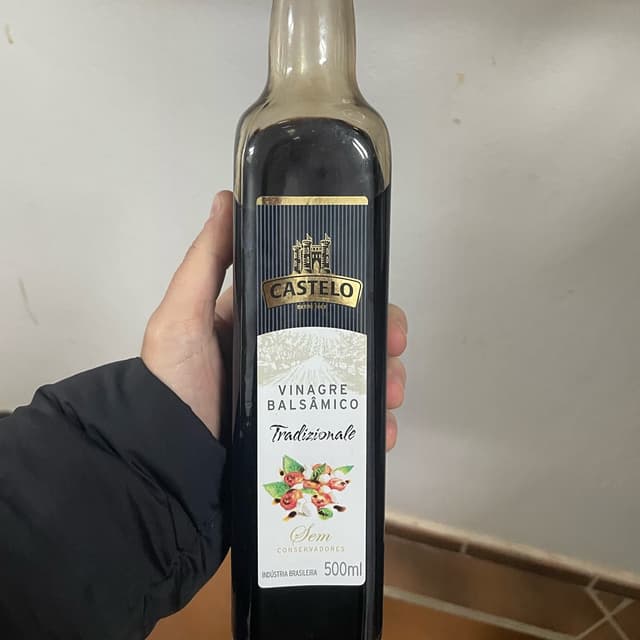 CASTELO
VINAGRE
BALSÂMICO
Tradizionale
Sem
CONSERVADORES
INDÚSTRIA BRASILEIRA 500ml